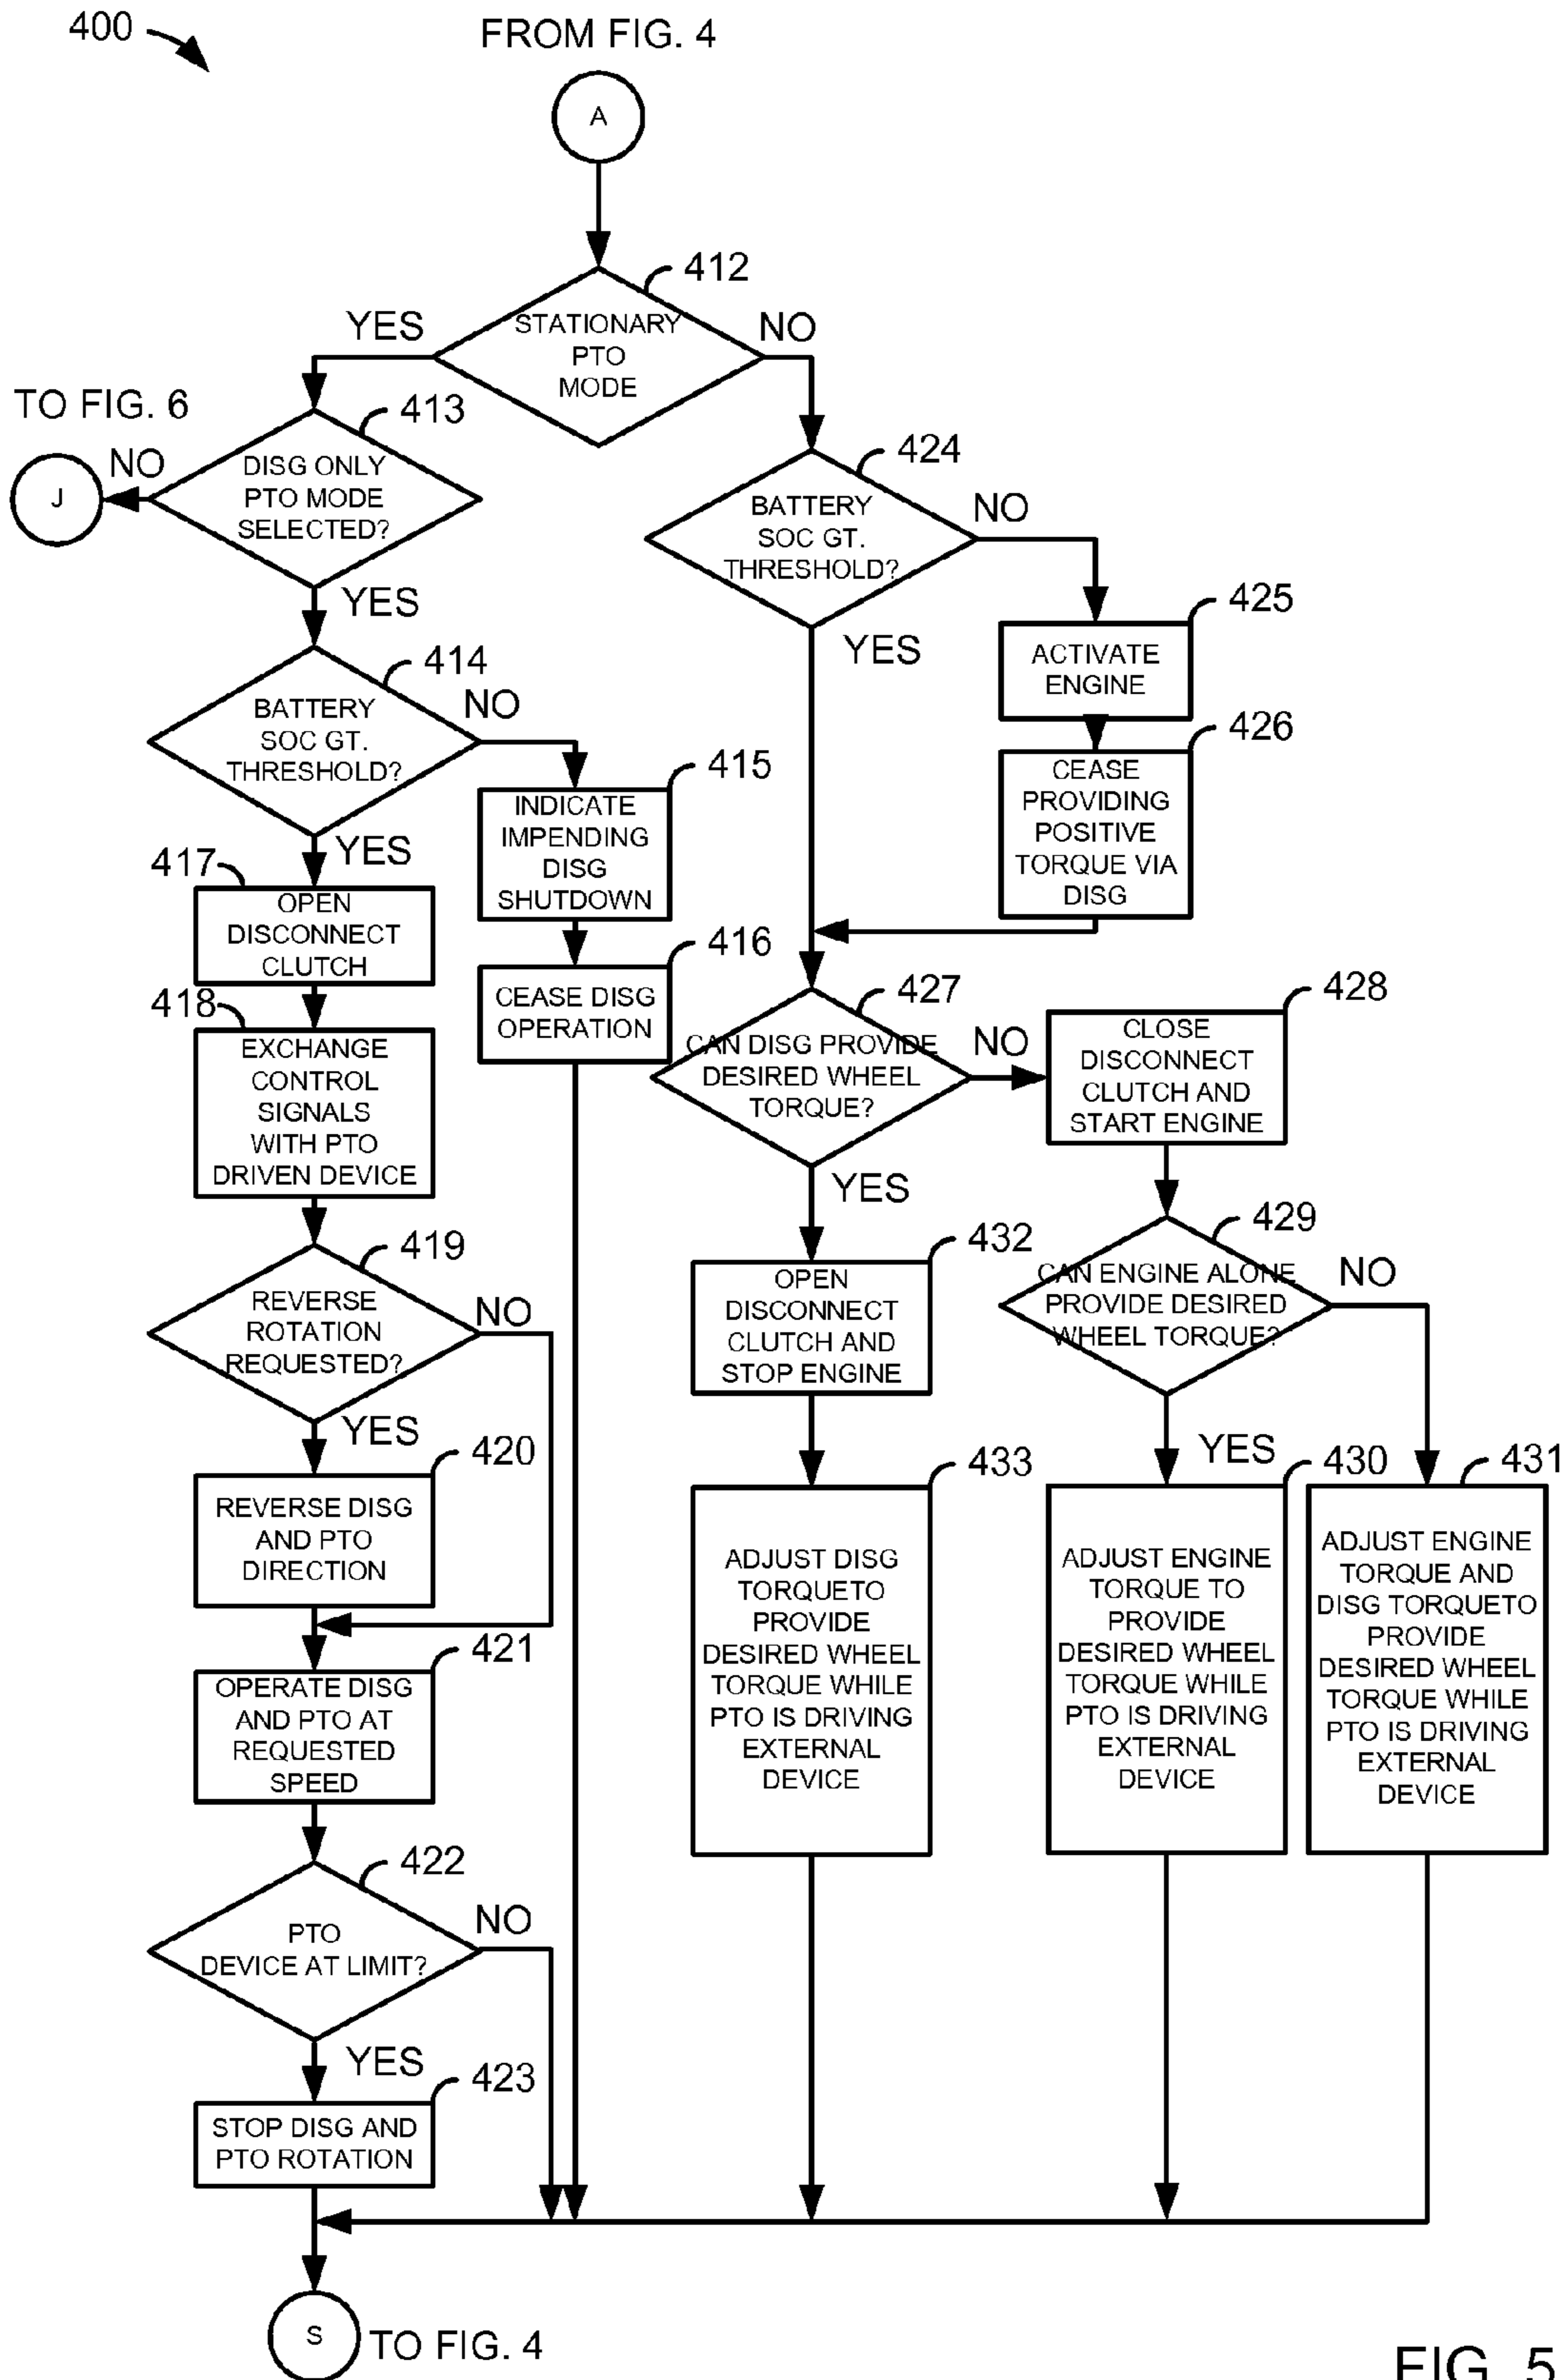 400
FROM FIG. 4
A
412
STATIONARY
PTO
MODE
YES
NO
TO FIG. 6
J
NO
413
DISG ONLY
PTO MODE
SELECTED?
YES
424
BATTERY
SOC GT.
THRESHOLD?
NO
YES
425
ACTIVATE
ENGINE
426
CEASE
PROVIDING
POSITIVE
TORQUE VIA
DISG
414
BATTERY
SOC GT.
THRESHOLD?
NO
YES
415
INDICATE
IMPENDING
DISG
SHUTDOWN
416
CEASE DISG
OPERATION
417
OPEN
DISCONNECT
CLUTCH
418
EXCHANGE
CONTROL
SIGNALS
WITH PTO
DRIVEN DEVICE
427
CAN DISG PROVIDE
DESIRED WHEEL
TORQUE?
NO
YES
428
CLOSE
DISCONNECT
CLUTCH AND
START ENGINE
419
REVERSE
ROTATION
REQUESTED?
NO
YES
432
OPEN
DISCONNECT
CLUTCH AND
STOP ENGINE
429
CAN ENGINE ALONE
PROVIDE DESIRED
WHEEL TORQUE?
NO
YES
420
REVERSE DISG
AND PTO
DIRECTION
433
ADJUST DISG
TORQUETO
PROVIDE
DESIRED WHEEL
TORQUE WHILE
PTO IS DRIVING
EXTERNAL
DEVICE
430
ADJUST ENGINE
TORQUE TO
PROVIDE
DESIRED WHEEL
TORQUE WHILE
PTO IS DRIVING
EXTERNAL
DEVICE
431
ADJUST ENGINE
TORQUE AND
DISG TORQUETO
PROVIDE
DESIRED WHEEL
TORQUE WHILE
PTO IS DRIVING
EXTERNAL
DEVICE
421
OPERATE DISG
AND PTO AT
REQUESTED
SPEED
422
PTO
DEVICE AT LIMIT?
NO
YES
423
STOP DISG AND
PTO ROTATION
S
TO FIG. 4
FIG. 5